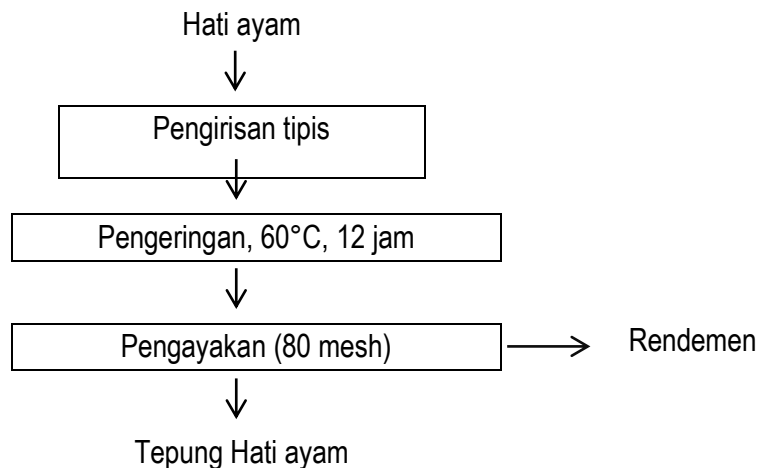 Hati ayam
Pengirisan tipis
Pengeringan, 60°C, 12 jam
Pengayakan (80 mesh)
Rendemen
Tepung Hati ayam